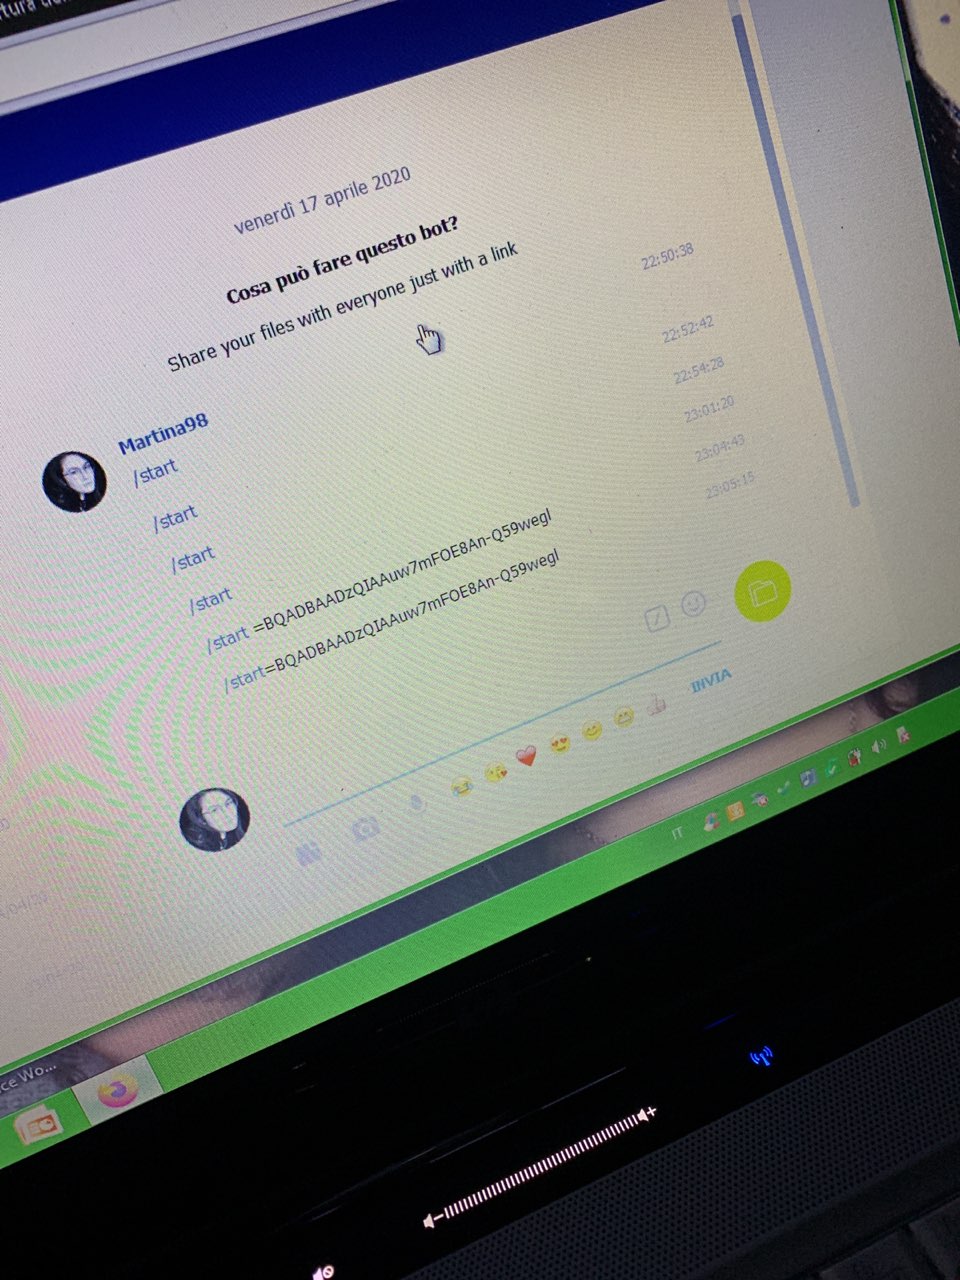 venerdì 17 aprile 2020
Cosa può fare questo bot?
Share your files with everyone just with a link
Martina98
/start 22:50:38
/start 22:52:42
/start 22:54:28
/start 23:01:20
/start =BQADBAADzQIAAuw7mFOE8An-Q59wegI 23:04:43
/start=BQADBAADzQIAAuw7mFOE8An-Q59wegI 23:05:15
INVIA
IT
ce Wo...